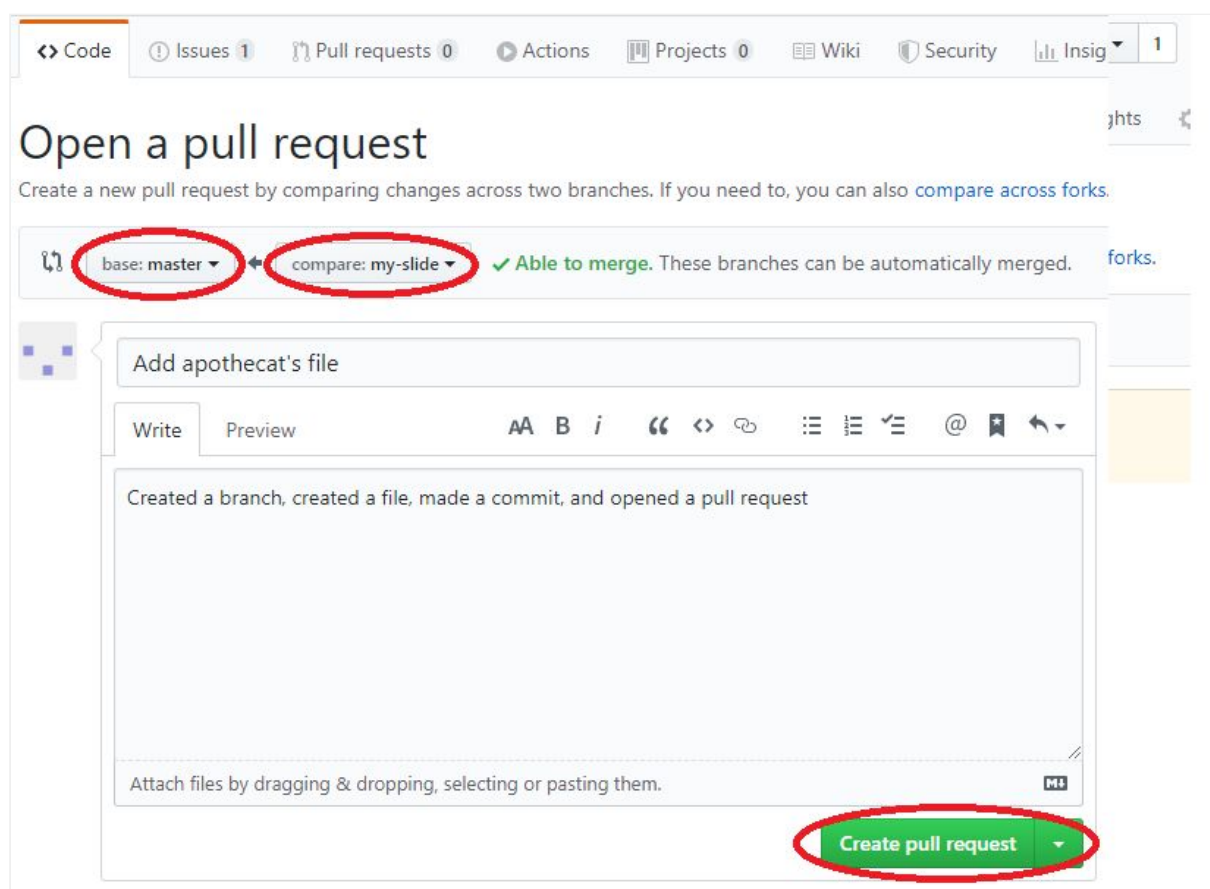 Code Issues 1 Pull requests 0 Actions Projects 0 Wiki Security Insig 1
ghts
Open a pull request
Create a new pull request by comparing changes across two branches. If you need to, you can also compare across forks.
base: master compare: my-slide Able to merge. These branches can be automatically merged. forks.
Add apothecat's file
Write Preview AA B i @
Created a branch, created a file, made a commit, and opened a pull request
Attach files by dragging & dropping, selecting or pasting them. M↓
Create pull request